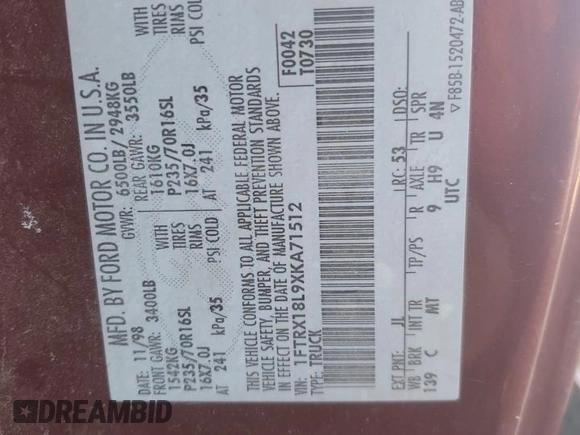 MFD. BY FORD MOTOR CO. IN U.S.A.
DATE: 11/98 GVWR: 6500LB/ 2948KG
FRONT GAWR: 3400LB REAR GAWR: 3550LB
1542KG WITH 1610KG WITH
P235/70R16SL TIRES P235/70R16SL TIRES
16X7.0J RIMS 16X7.0J RIMS
AT 241 kPa/35 PSI COLD AT 241 kPa/35 PSI COL
THIS VEHICLE CONFORMS TO ALL APPLICABLE FEDERAL MOTOR
VEHICLE SAFETY, BUMPER, AND THEFT PREVENTION STANDARDS
IN EFFECT ON THE DATE OF MANUFACTURE SHOWN ABOVE.
VIN: 1FTRX18L9XKA71512 F0042
TYPE: TRUCK T0730
EXT PNT: JL RC: 53 DSO:
WB BRK INT TR TP/PS R AXLE TR SPR
139 C MT 9 H9 U 4N
UTC
▽ F85B-1520472-AB
DREAMBID